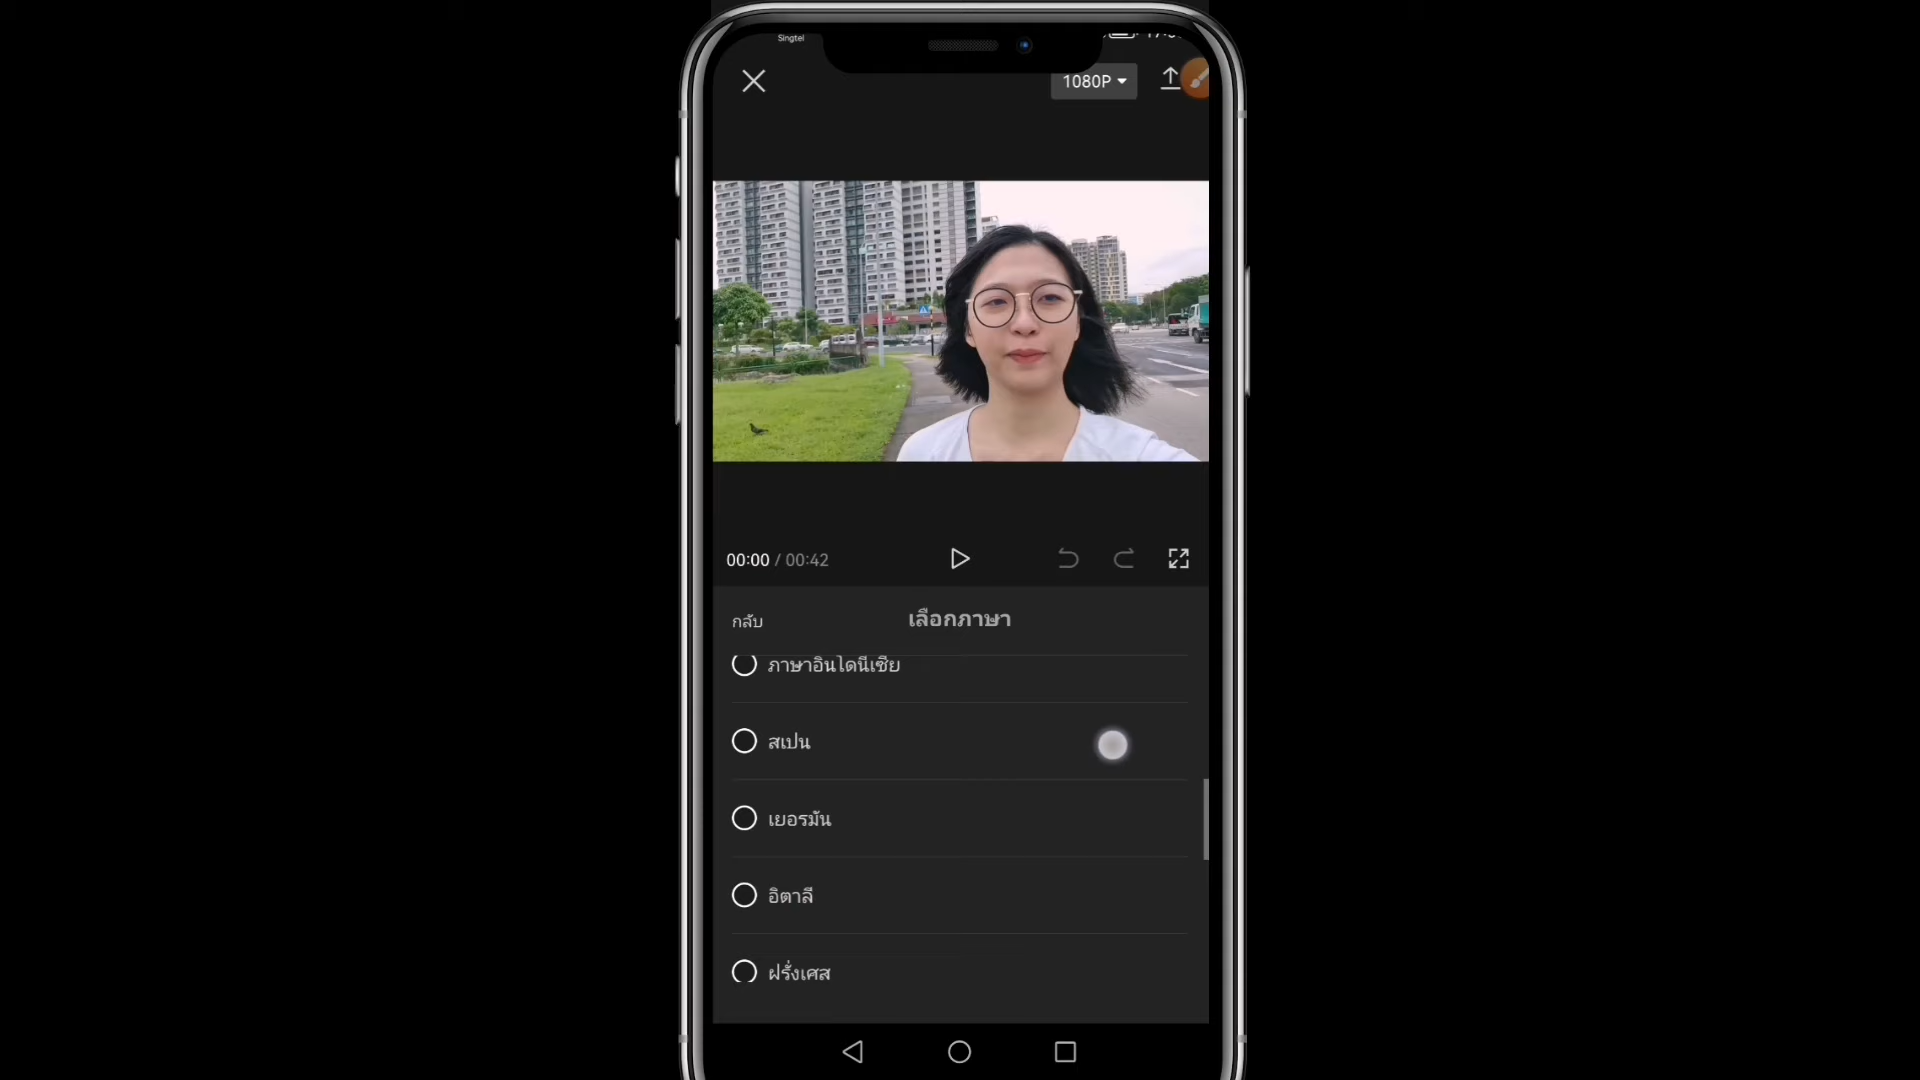 Singtel
1080P
00:00 / 00:42
กลับ
เลือกภาษา
ภาษาอินโดนีเซีย
สเปน
เยอรมัน
อิตาลี
ฝรั่งเศส